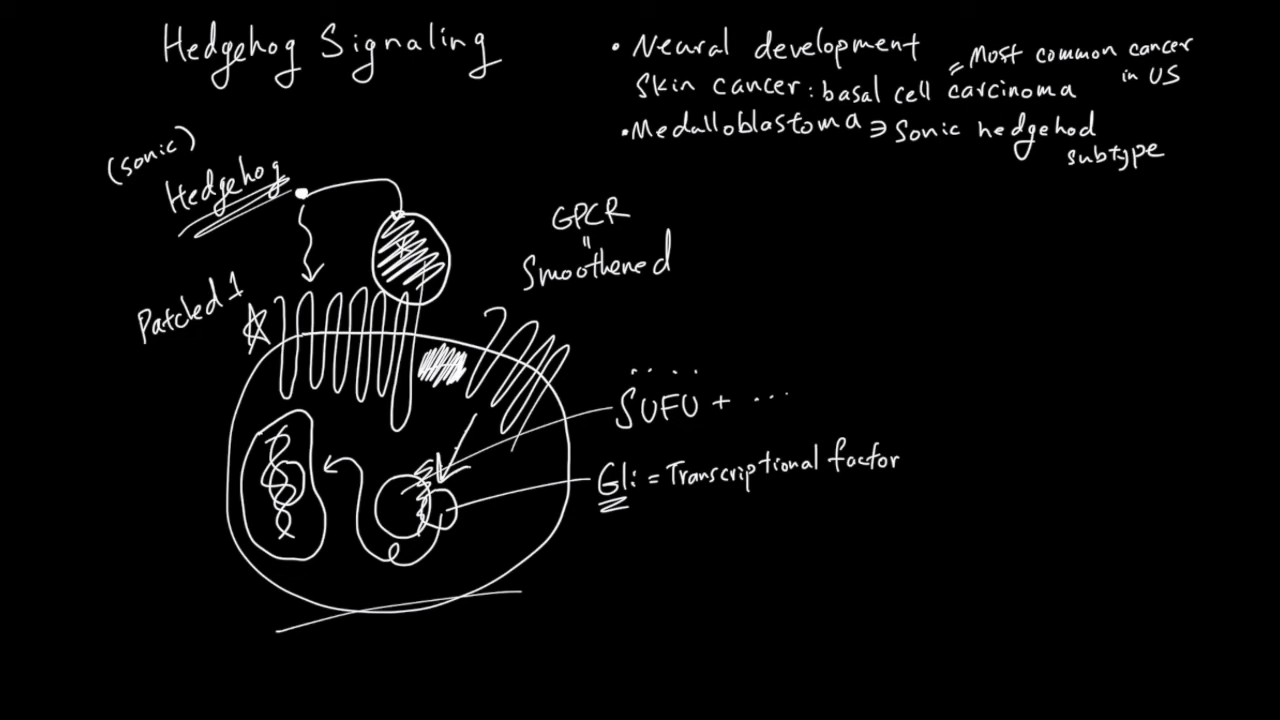 Hedgehog Signaling
• Neural development
= Most common cancer
in US
Skin cancer: basal cell carcinoma
• Medalloblastoma ∋ Sonic hedgehod
subtype
(sonic)
Hedgehog
GPCR
"
Smoothened
Patched 1
SUFU + ...
Gli = Transcriptional factor